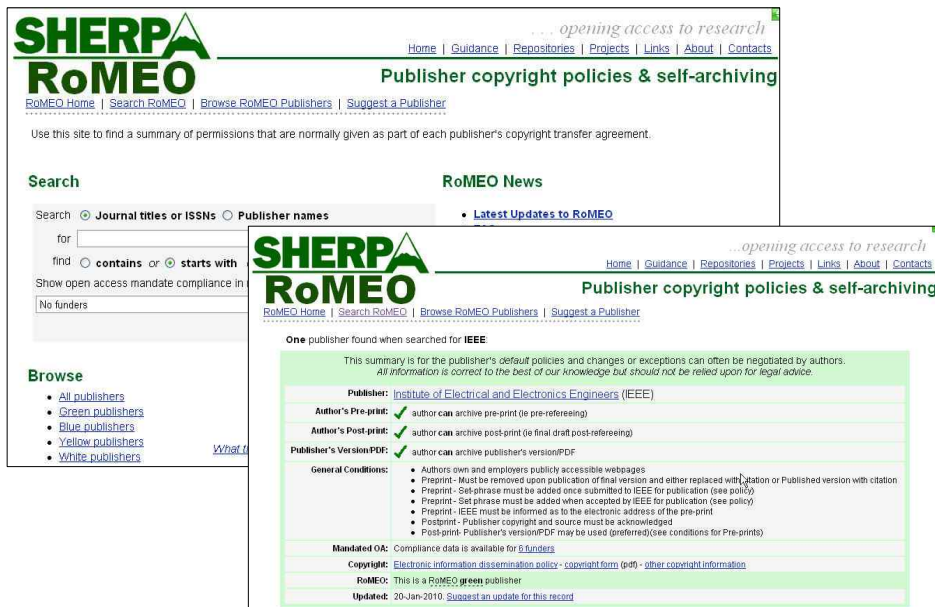 SHERPA
RoMEO
. . . opening access to research
Home | Guidance | Repositories | Projects | Links | About | Contacts
Publisher copyright policies & self-archiving
RoMEO Home | Search RoMEO | Browse RoMEO Publishers | Suggest a Publisher
Use this site to find a summary of permissions that are normally given as part of each publisher's copyright transfer agreement.
Search
Search Journal titles or ISSNs Publisher names
for
find contains or starts with
Show open access mandate compliance in
No funders
Browse
All publishers
Green publishers
Blue publishers
Yellow publishers
White publishers
What
RoMEO News
Latest Updates to RoMEO
SHERPA
RoMEO
...opening access to research
Home | Guidance | Repositories | Projects | Links | About | Contacts
Publisher copyright policies & self-archiving
RoMEO Home | Search RoMEO | Browse RoMEO Publishers | Suggest a Publisher
One publisher found when searched for IEEE:
This summary is for the publisher's default policies and changes or exceptions can often be negotiated by authors.
All information is correct to the best of our knowledge but should not be relied upon for legal advice.
Publisher: Institute of Electrical and Electronics Engineers (IEEE)
Author's Pre-print: author can archive pre-print (ie pre-refereeing)
Author's Post-print: author can archive post-print (ie final draft post-refereeing)
Publisher's Version/PDF: author can archive publisher's version/PDF
General Conditions: Authors own and employers publicly accessible webpages
Preprint - Must be removed upon publication of final version and either replaced with citation or Published version with citation
Preprint - Set-phrase must be added once submitted to IEEE for publication (see policy)
Preprint - Set phrase must be added when accepted by IEEE for publication (see policy)
Preprint - IEEE must be informed as to the electronic address of the pre-print
Postprint - Publisher copyright and source must be acknowledged
Post-print- Publisher's version/PDF may be used (preferred)(see conditions for Pre-prints)
Mandated OA: Compliance data is available for 6 funders
Copyright: Electronic information dissemination policy - copyright form (pdf) - other copyright information
RoMEO: This is a RoMEO green publisher
Updated: 20-Jan-2010. Suggest an update for this record